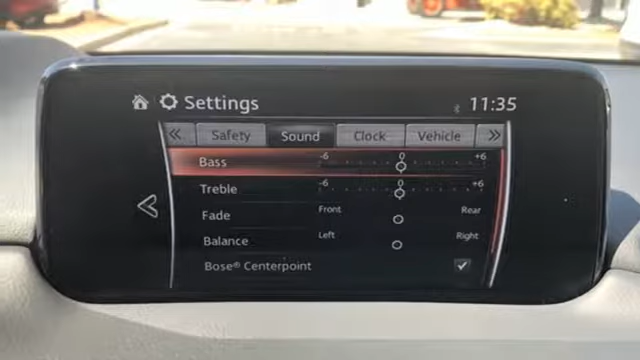 Settings 11:35
Safety Sound Clock Vehicle
Bass -6 0 +6
Treble -6 0 +6
Fade Front Rear
Balance Left Right
Bose® Centerpoint